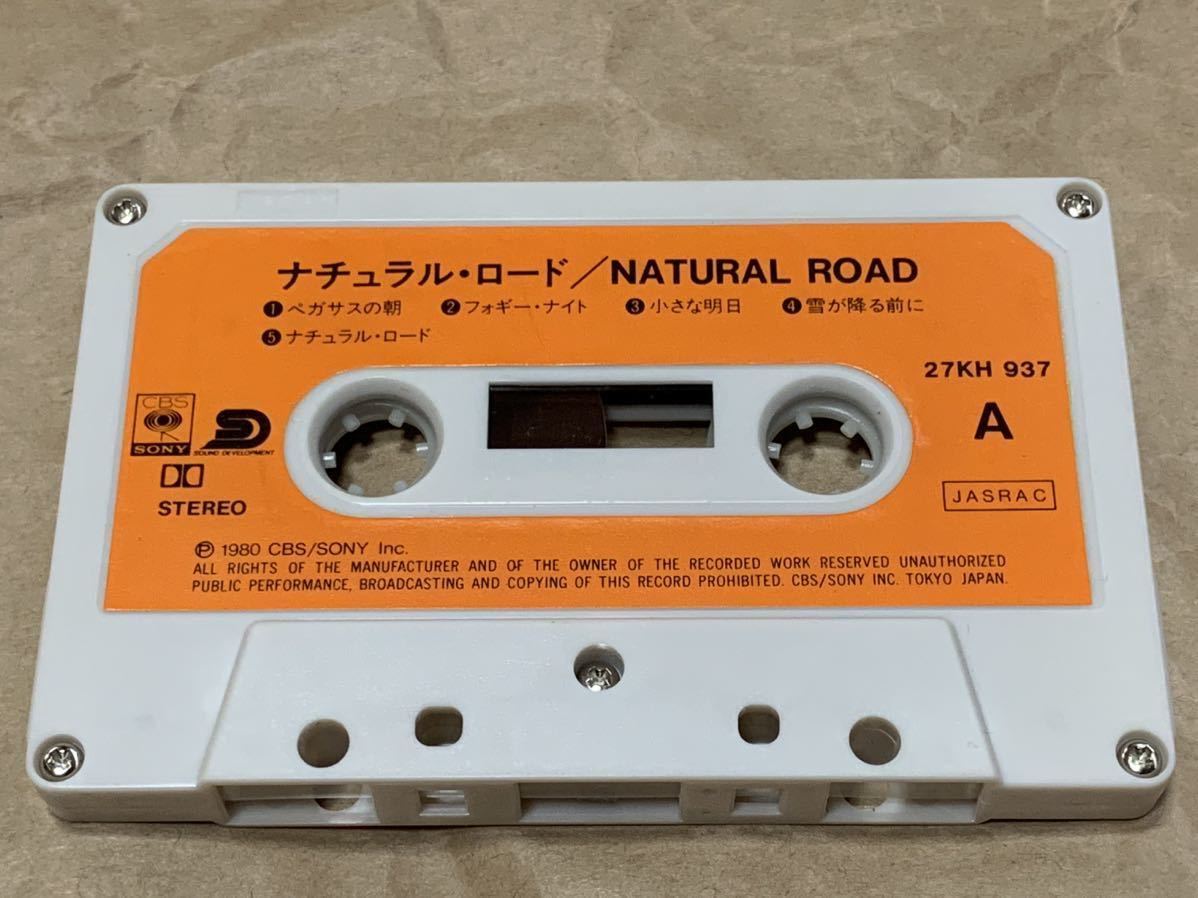 ナチュラル・ロード／NATURAL ROAD
❶ペガサスの朝 ❷フォギー・ナイト ❸小さな明日 ❹雪が降る前に
❺ナチュラル・ロード
27KH 937
A
CBS
SONY
SD
SOUND DEVELOPMENT
STEREO
JASRAC
Ⓟ 1980 CBS/SONY Inc.
ALL RIGHTS OF THE MANUFACTURER AND OF THE OWNER OF THE RECORDED WORK RESERVED UNAUTHORIZED
PUBLIC PERFORMANCE, BROADCASTING AND COPYING OF THIS RECORD PROHIBITED. CBS/SONY INC. TOKYO JAPAN.